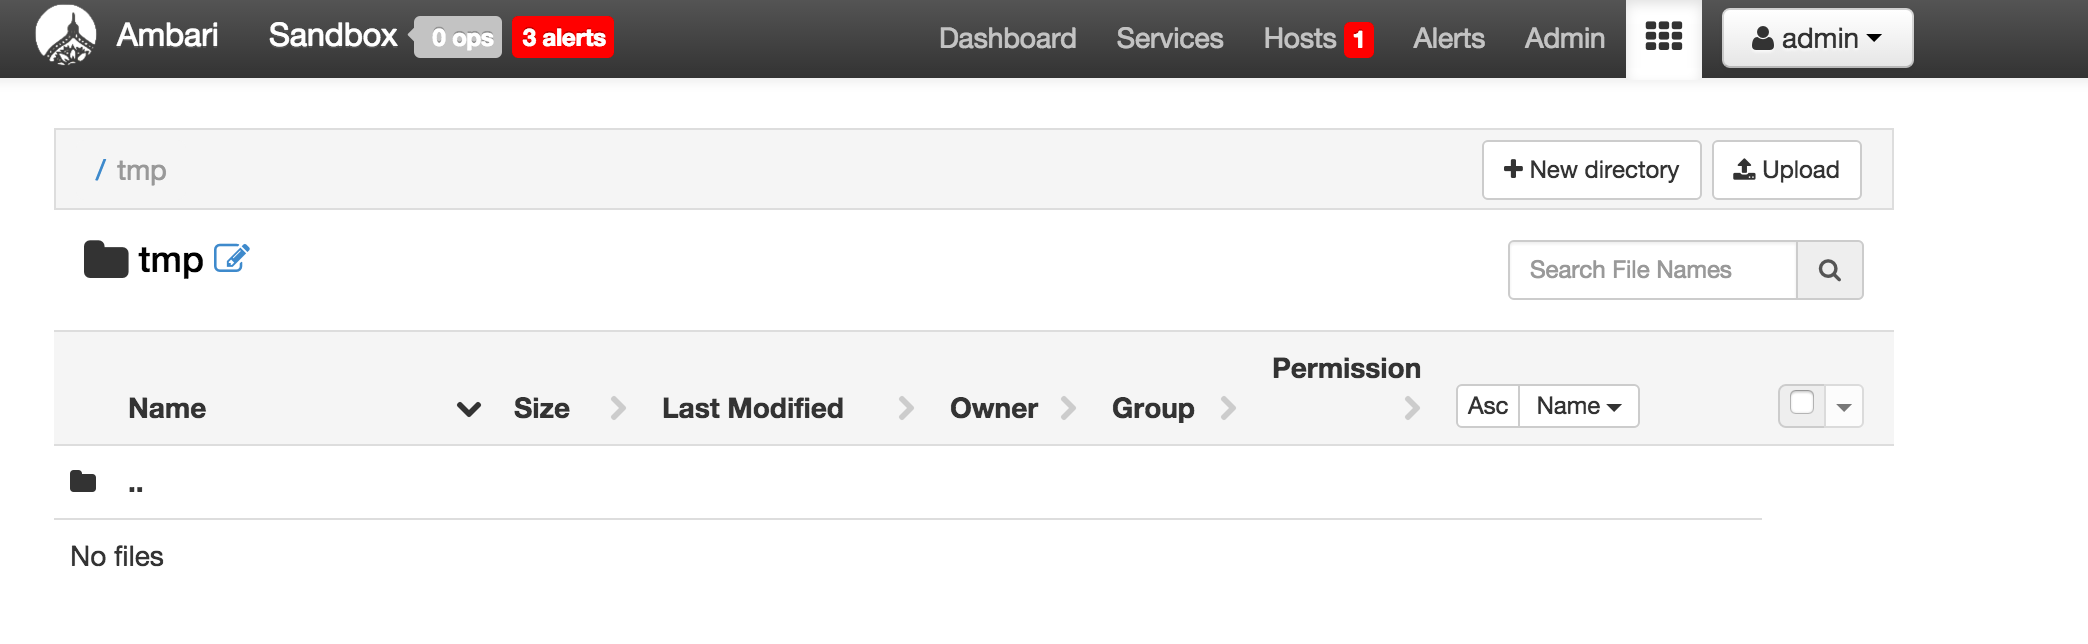 Ambari Sandbox 0 ops 3 alerts Dashboard Services Hosts 1 Alerts Admin admin
/ tmp New directory Upload
tmp Search File Names
Permission
Name Size Last Modified Owner Group Asc Name
..
No files